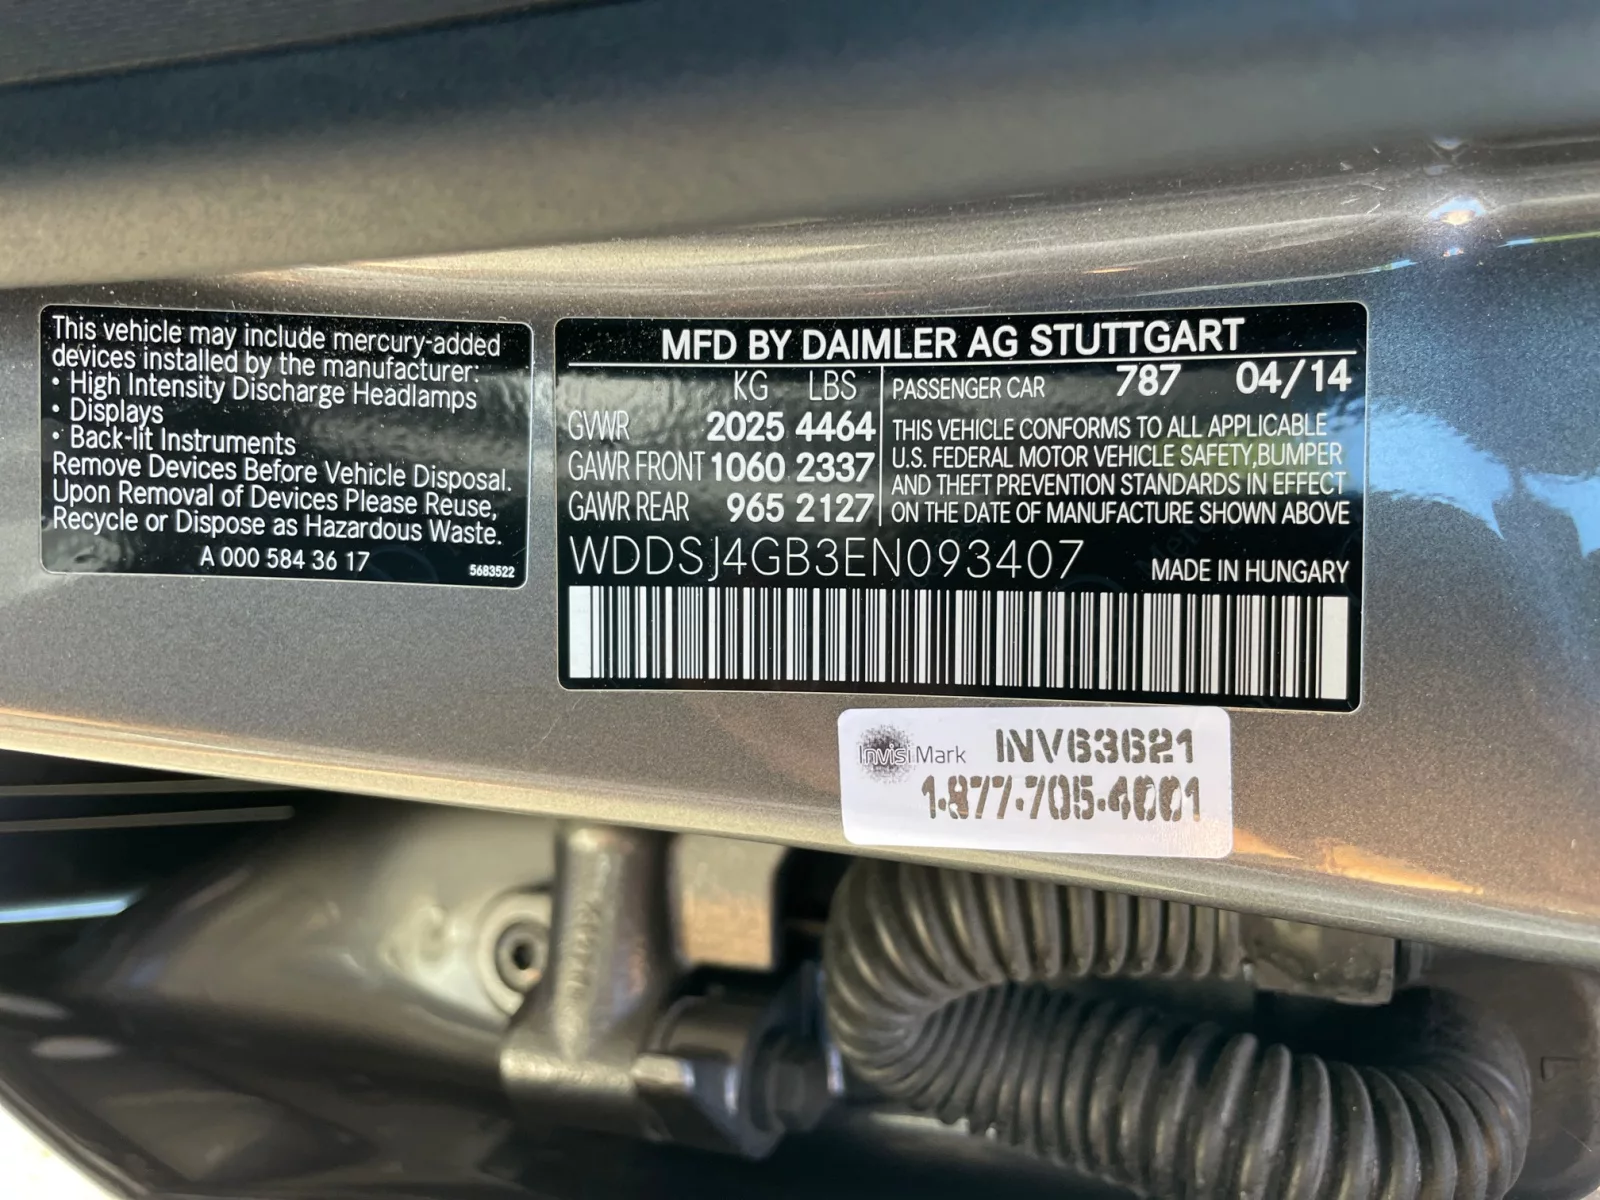 This vehicle may include mercury-added
devices installed by the manufacturer:
• High Intensity Discharge Headlamps
• Displays
• Back-lit Instruments
Remove Devices Before Vehicle Disposal.
Upon Removal of Devices Please Reuse,
Recycle or Dispose as Hazardous Waste.
A 000 584 36 17
5683522
MFD BY DAIMLER AG STUTTGART
KG LBS
GVWR 2025 4464
GAWR FRONT 1060 2337
GAWR REAR 965 2127
PASSENGER CAR 787 04/14
THIS VEHICLE CONFORMS TO ALL APPLICABLE
U.S. FEDERAL MOTOR VEHICLE SAFETY,BUMPER
AND THEFT PREVENTION STANDARDS IN EFFECT
ON THE DATE OF MANUFACTURE SHOWN ABOVE
WDDSJ4GB3EN093407
MADE IN HUNGARY
InvisiMark INV63621
1-877-705-4001